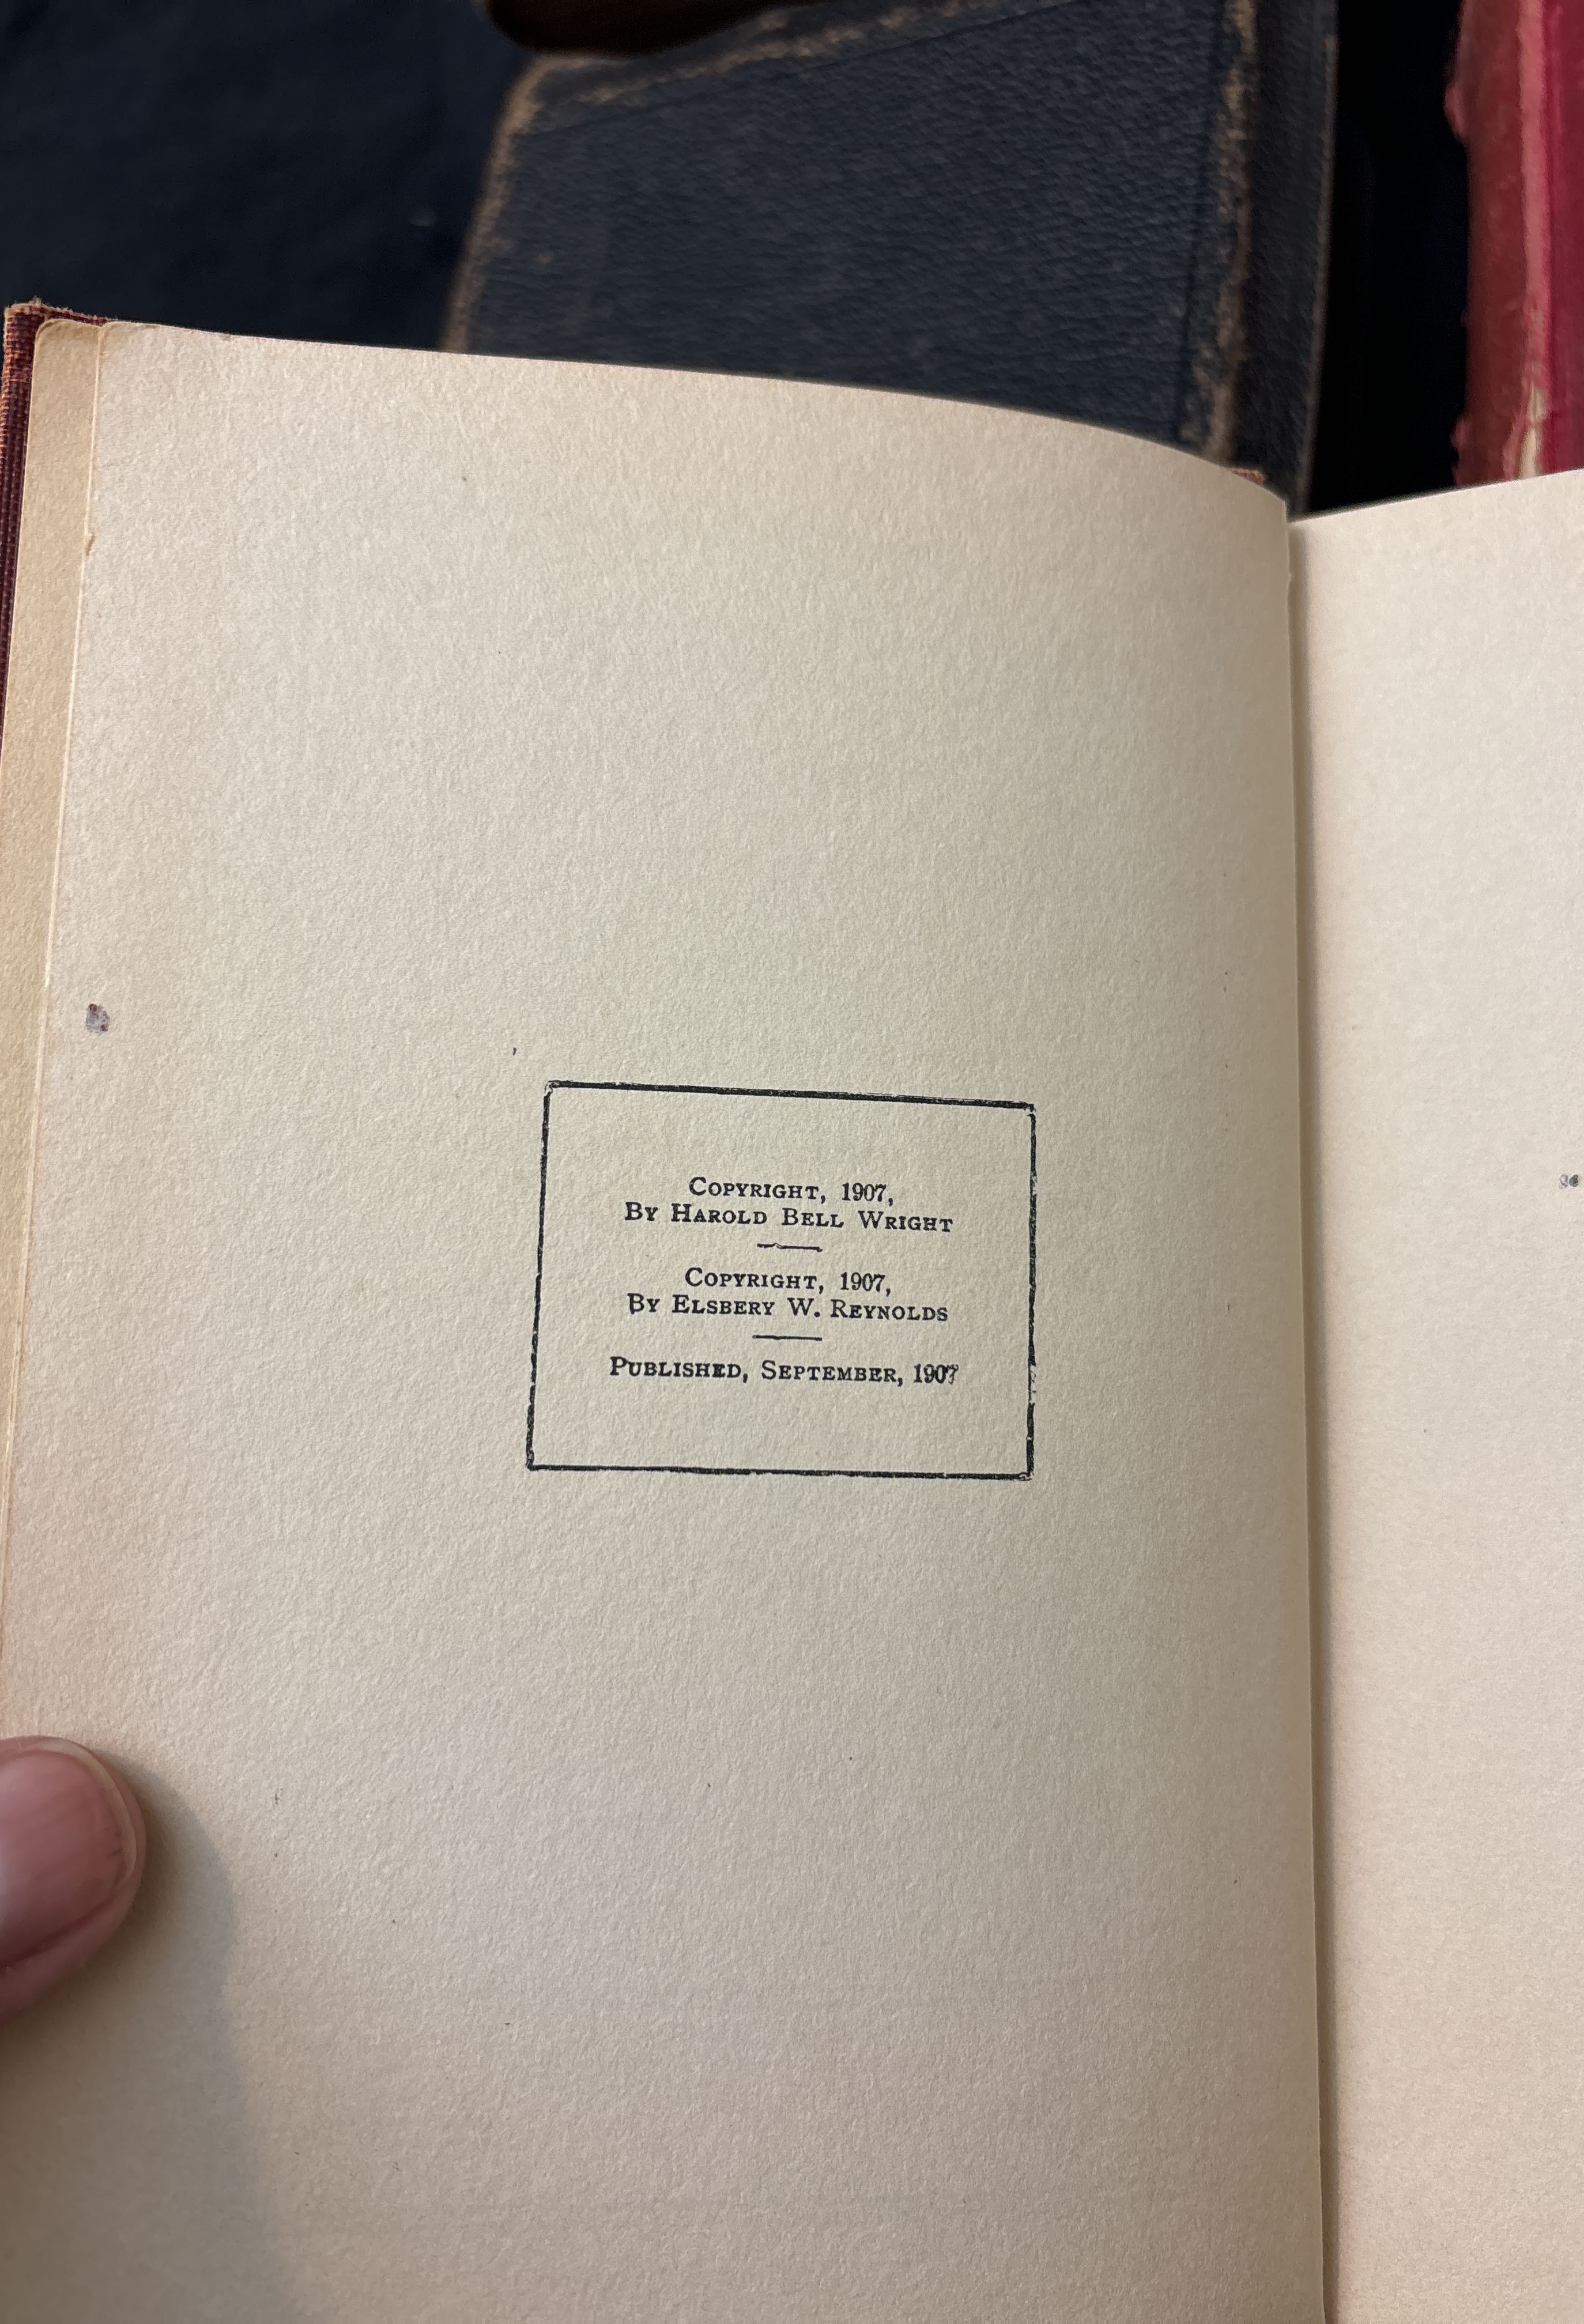 COPYRIGHT, 1907,
BY HAROLD BELL WRIGHT
COPYRIGHT, 1907,
BY ELSBERY W. REYNOLDS
PUBLISHED, SEPTEMBER, 1907